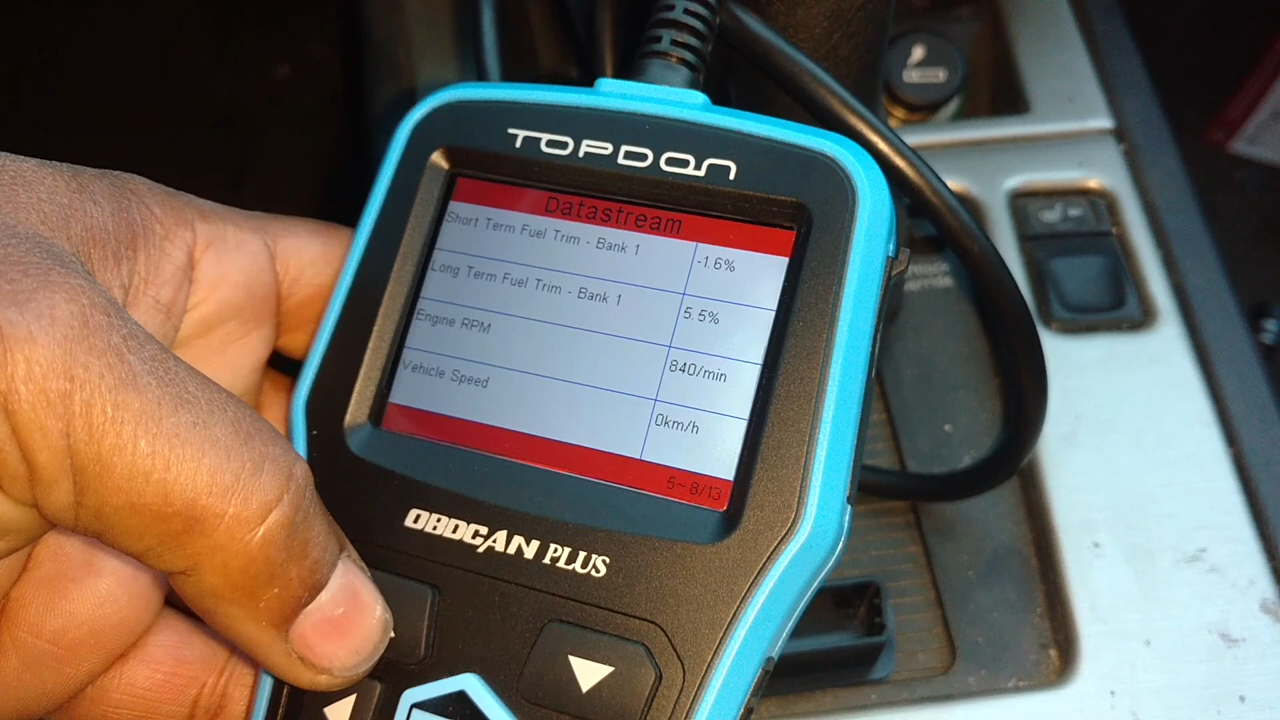 TOPDON
Datastream
Short Term Fuel Trim - Bank 1 -1.6%
Long Term Fuel Trim - Bank 1 5.5%
Engine RPM 840/min
Vehicle Speed 0km/h
5~8/13
OBDCAN PLUS